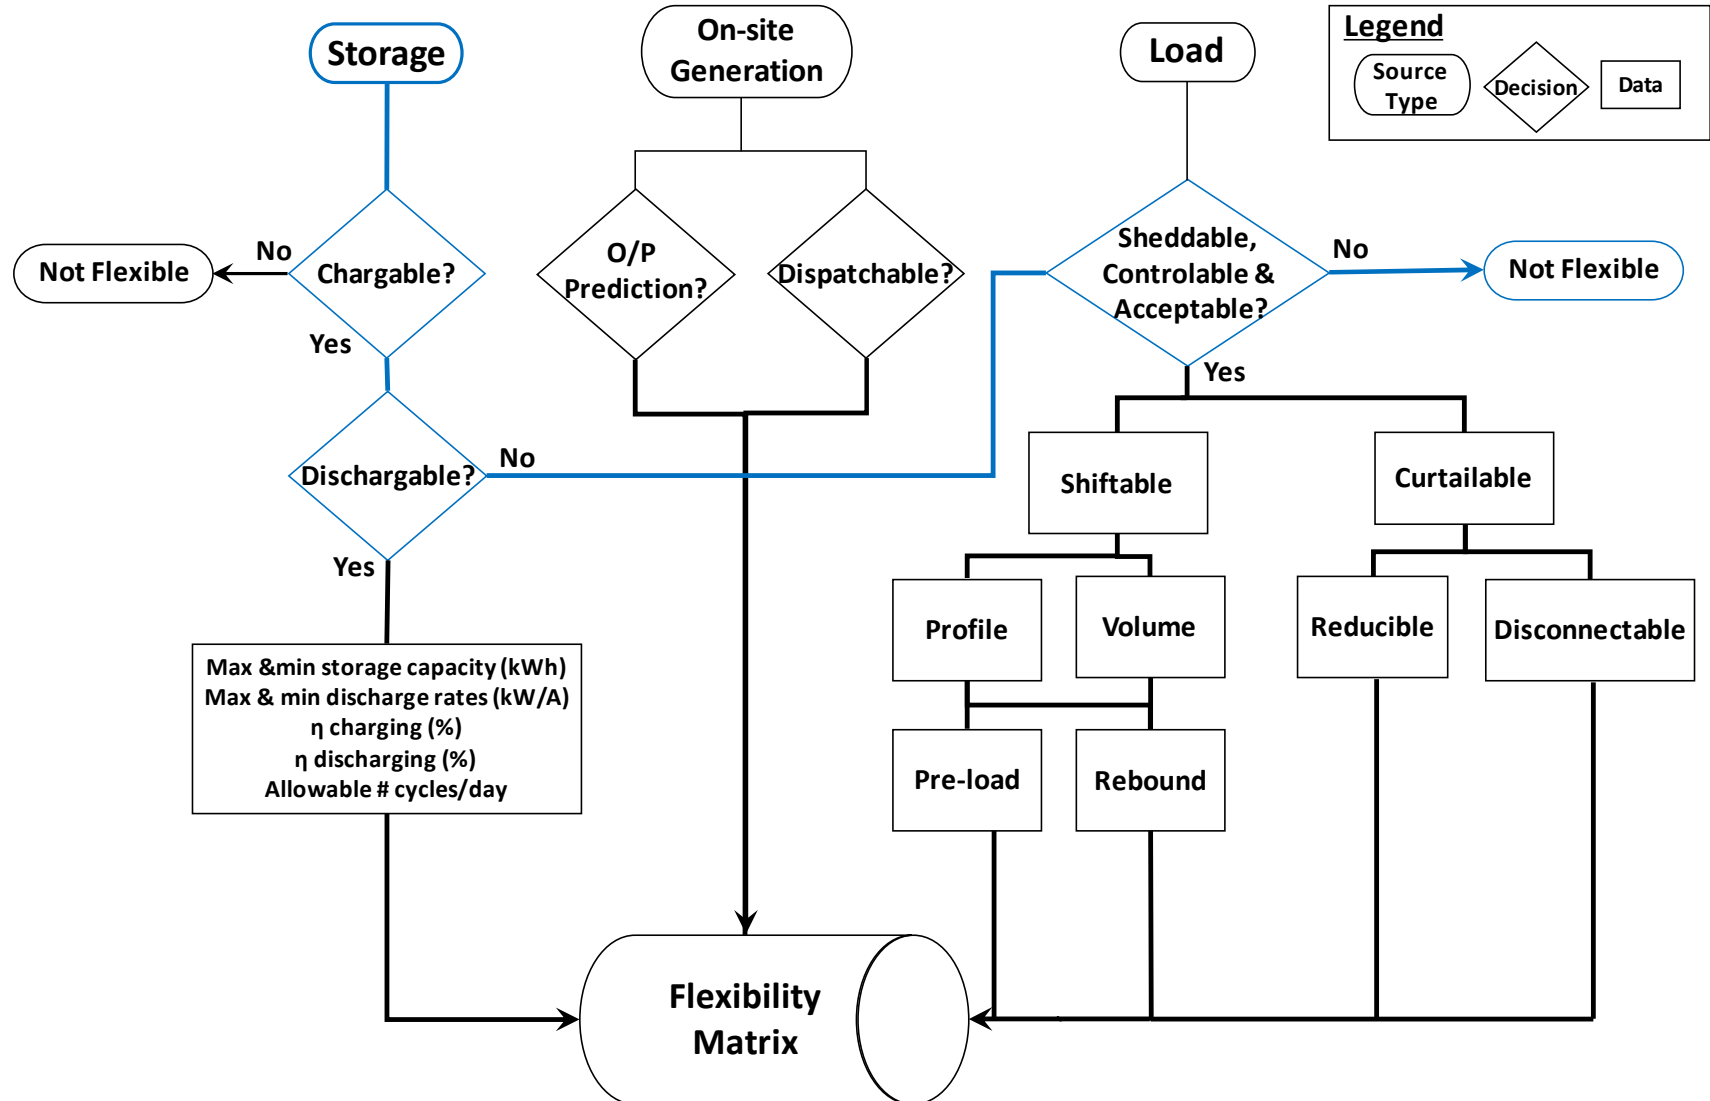 Storage
On-site
Generation
Load
Legend
Source
Type
Decision
Data
No
Not Flexible
Chargable?
Yes
O/P
Prediction?
Dispatchable?
Sheddable,
Controlable &
Acceptable?
No
Not Flexible
Yes
Dischargable?
No
Yes
Shiftable
Curtailable
Profile
Volume
Reducible
Disconnectable
Max &min storage capacity (kWh)
Max & min discharge rates (kW/A)
η charging (%)
η discharging (%)
Allowable # cycles/day
Pre-load
Rebound
Flexibility
Matrix